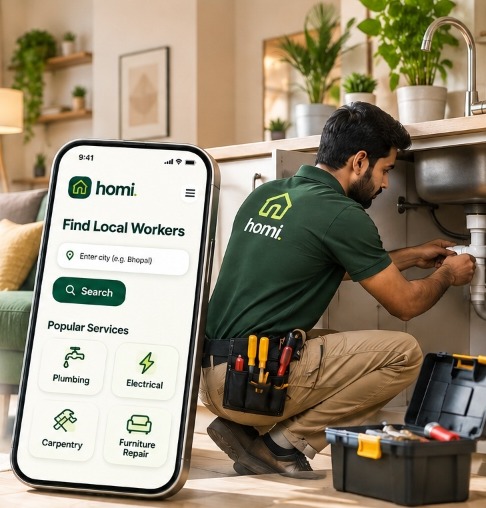 9:41
homi.
Find Local Workers
Enter city (e.g. Bhopal)
Search
Popular Services
Plumbing
Electrical
Carpentry
Furniture
Repair
homi.